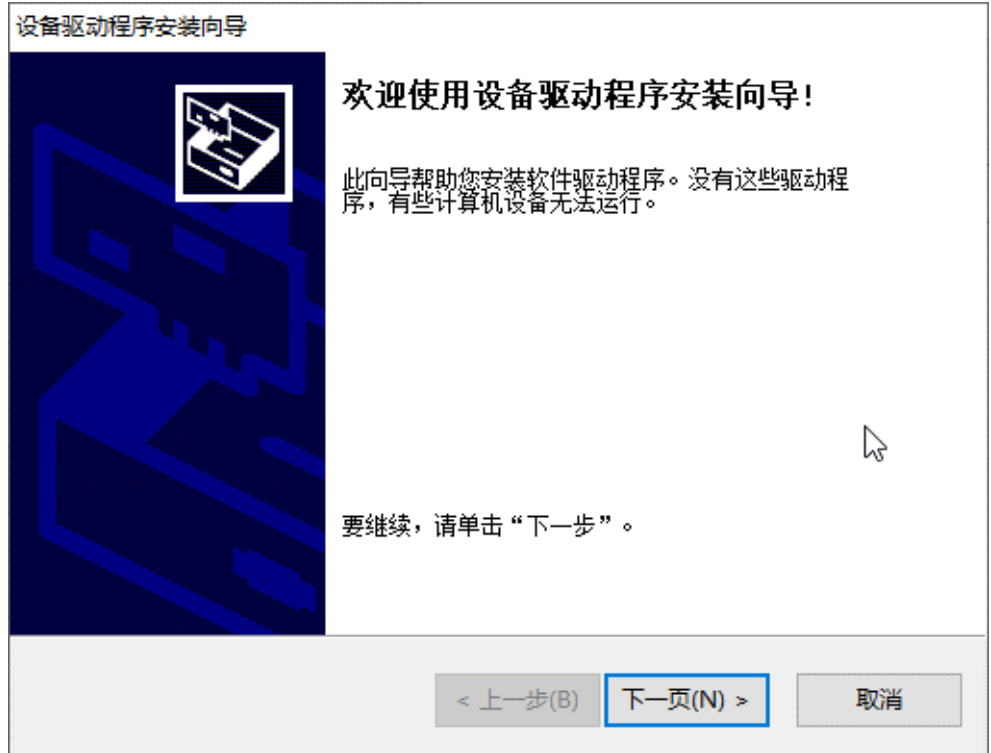 设备驱动程序安装向导
欢迎使用设备驱动程序安装向导!
此向导帮助您安装软件驱动程序。没有这些驱动程
序，有些计算机设备无法运行。
要继续，请单击“下一步”。
< 上一步(B)
下一页(N) >
取消